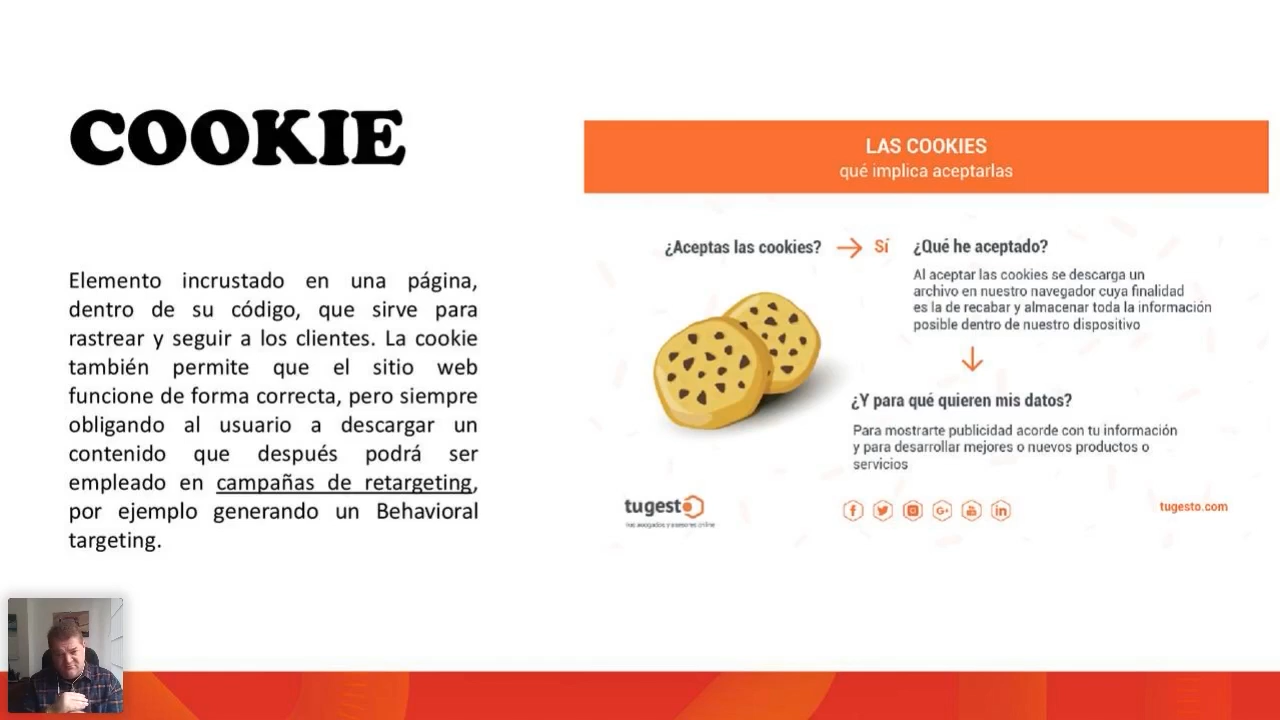 COOKIE
Elemento incrustado en una página,
dentro de su código, que sirve para
rastrear y seguir a los clientes. La cookie
también permite que el sitio web
funcione de forma correcta, pero siempre
obligando al usuario a descargar un
contenido que después podrá ser
empleado en campañas de retargeting,
por ejemplo generando un Behavioral
targeting.
LAS COOKIES
qué implica aceptarlas
¿Aceptas las cookies? → Sí
¿Qué he aceptado?
Al aceptar las cookies se descarga un
archivo en nuestro navegador cuya finalidad
es la de recabar y almacenar toda la información
posible dentro de nuestro dispositivo
¿Y para qué quieren mis datos?
Para mostrarte publicidad acorde con tu información
y para desarrollar mejores o nuevos productos o
servicios
tugesto
tus abogados y asesores online
tugesto.com